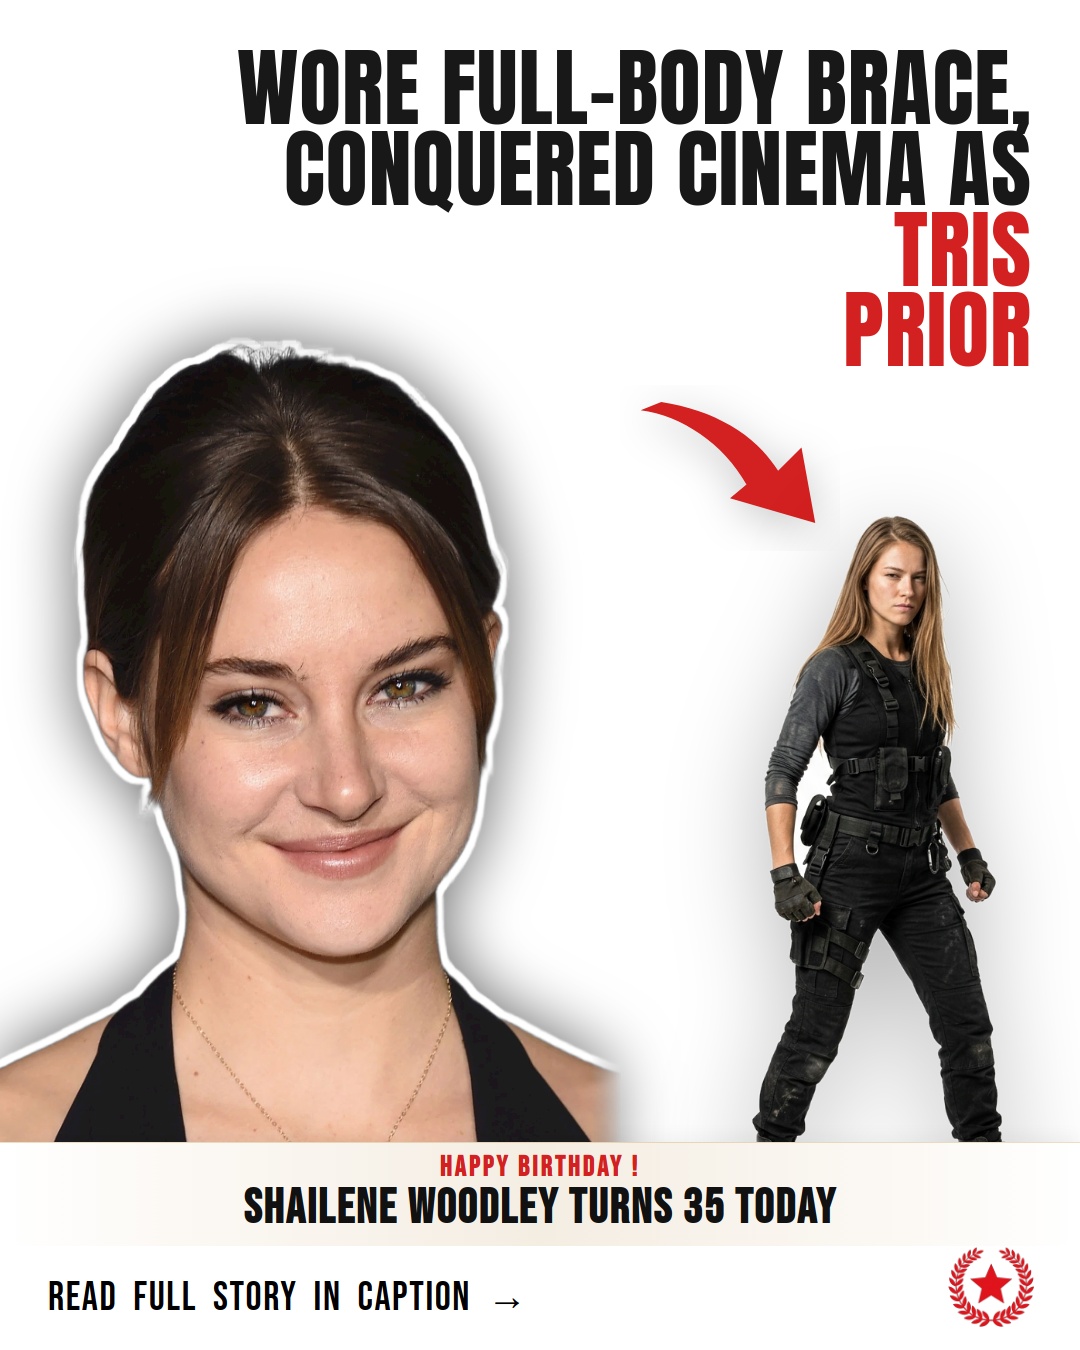 WORE FULL-BODY BRACE,
CONQUERED CINEMA AS
TRIS
PRIOR
HAPPY BIRTHDAY !
SHAILENE WOODLEY TURNS 35 TODAY
READ FULL STORY IN CAPTION →